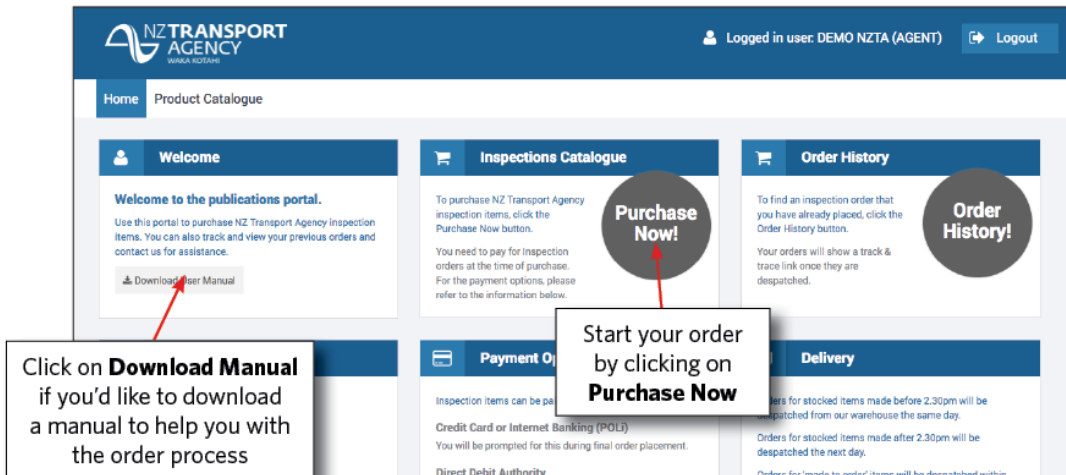 NZ TRANSPORT
AGENCY
WAKA KOTAHI
Logged in user: DEMO NZTA (AGENT)
Logout
Home
Product Catalogue
Welcome
Welcome to the publications portal.
Use this portal to purchase NZ Transport Agency inspection
items. You can also track and view your previous orders and
contact us for assistance.
Download User Manual
Inspections Catalogue
To purchase NZ Transport Agency
inspection items, click the
Purchase Now button.
You need to pay for Inspection
orders at the time of purchase.
For the payment options, please
refer to the information below.
Purchase
Now!
Order History
To find an inspection order that
you have already placed, click the
Order History button.
Your orders will show a track &
trace link once they are
despatched.
Order
History!
Click on Download Manual
if you'd like to download
a manual to help you with
the order process
Payment
Inspection items can be
Credit Card or Internet Banking (POLi)
You will be prompted for this during final order placement.
Direct Debit Authority
Start your order
by clicking on
Purchase Now
Delivery
for stocked items made before 2.30pm will be
from our warehouse the same day.
Orders for stocked items made after 2.30pm will be
despatched the next day.
Orders for 'made to order' items will be despatched within